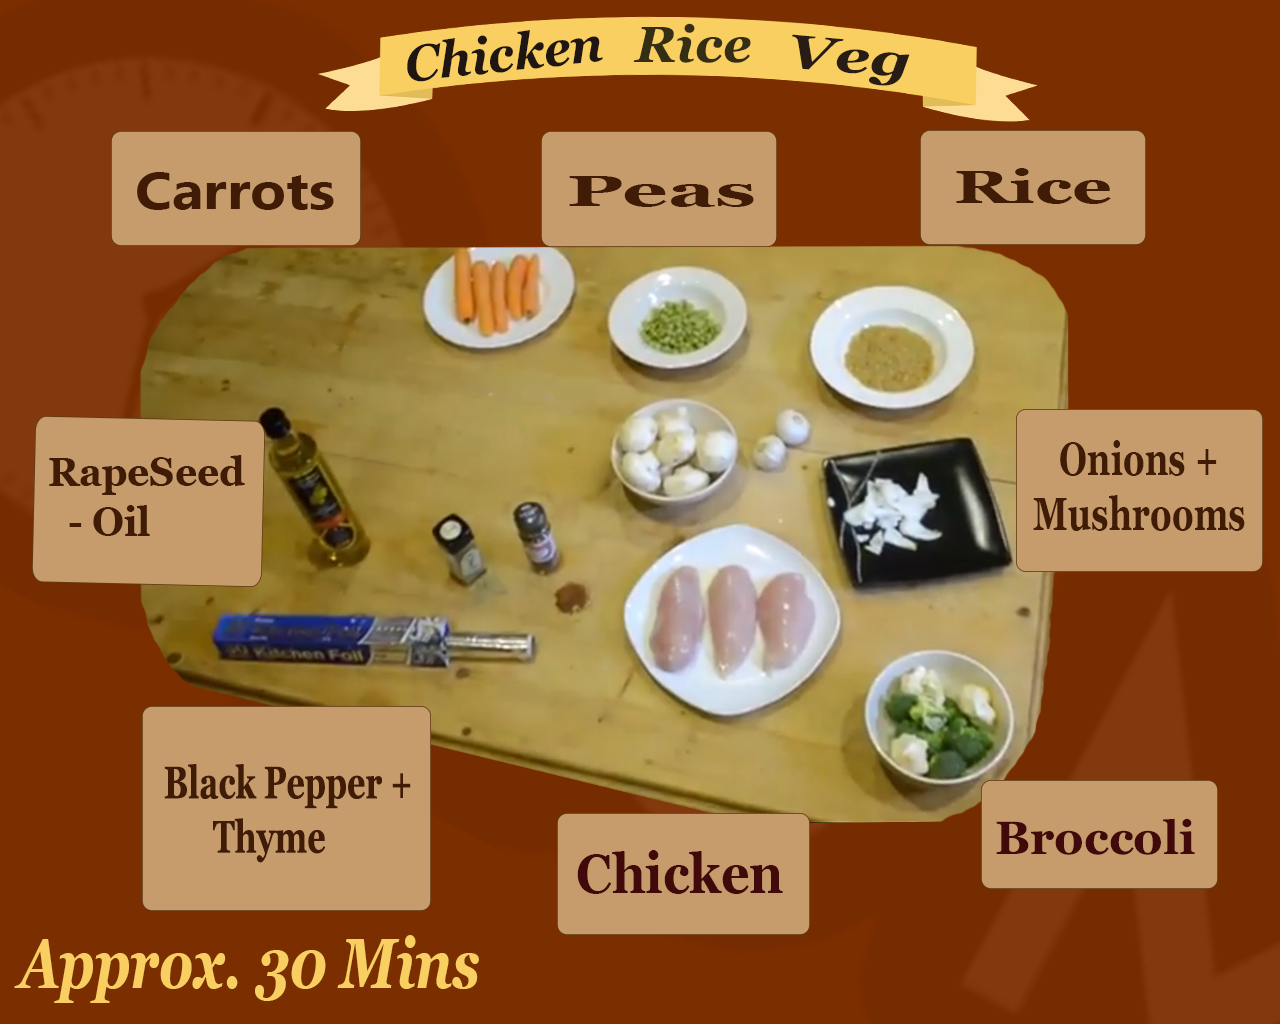 Chicken Rice Veg
Carrots
Peas
Rice
RapeSeed
- Oil
Onions +
Mushrooms
Kitchen Foil
Black Pepper +
Thyme
Chicken
Broccoli
Approx. 30 Mins